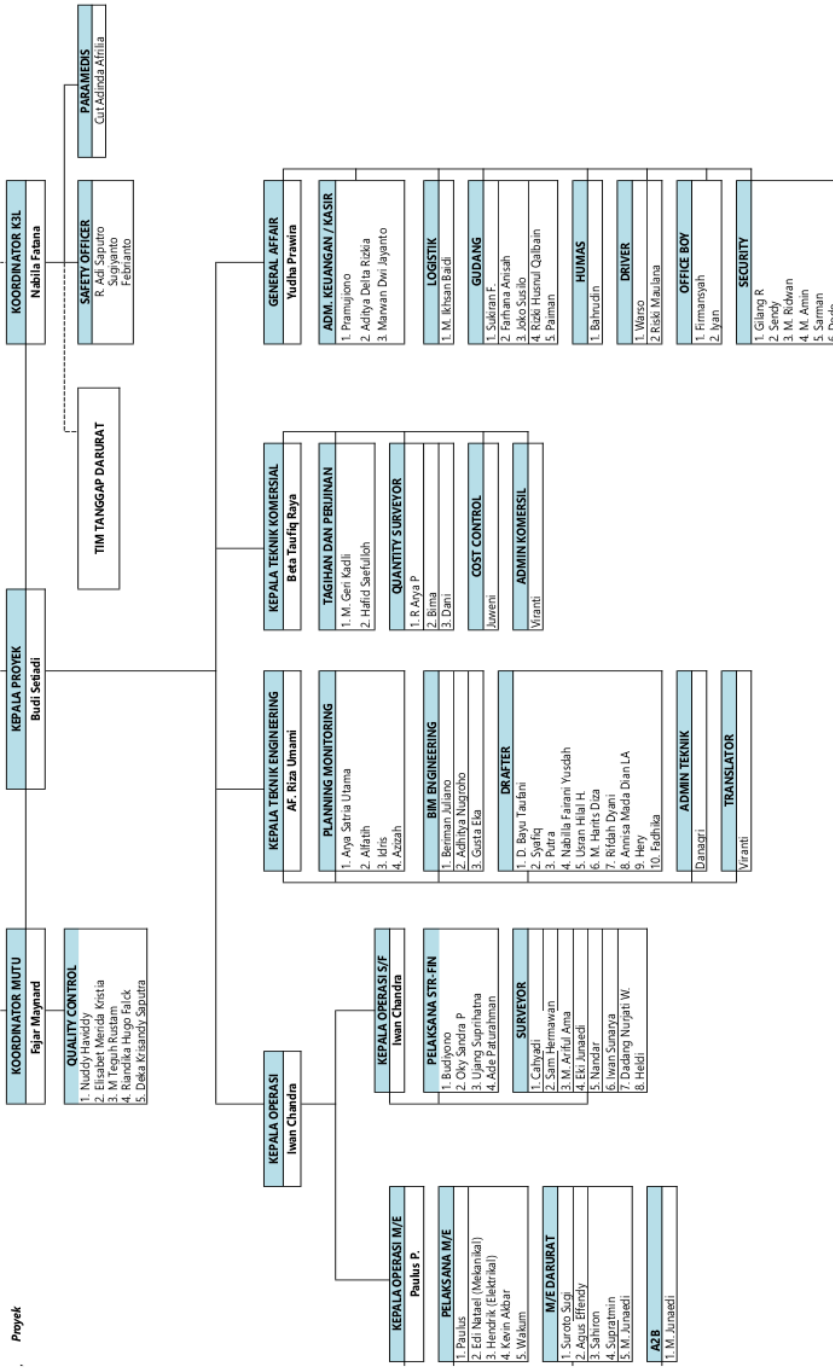 Proyek
KEPALA PROYEK
Budi Setiadi
KOORDINATOR MUTU
Fajar Maynard
QUALITY CONTROL
1. Nuddy Haviddy
2. Elisabet Merida Kristia
3. M Teguh Rustam
4. Riandika Hugo Falck
5. Deka Krisandy Saputra
KOORDINATOR K3L
Nabila Fatana
TIM TANGGAP DARURAT
SAFETY OFFICER
R. Adi Saputro
Sugiyanto
Febrianto
PARAMEDIS
Cut Adinda Afrilia
KEPALA OPERASI
Iwan Chandra
KEPALA OPERASI M/E
Paulus P.
PELAKSANA M/E
1. Paulus
2. Edi Natael (Mekanikal)
3. Hendrik (Elektrikal)
4. Kevin Akbar
5. Wakum
M/E DARURAT
1. Suroto Sugi
2. Agus Effendy
3. Sahiron
4. Supratmin
5. M. Junaedi
A2B
1. M. Junaedi
KEPALA OPERASI S/F
Iwan Chandra
PELAKSANA STR-FIN
1. Budiyono
2. Oky Sandra P
3. Ujang Suprihatna
4. Ade Paturahman
SURVEYOR
1. Cahyadi
2. Sam Hermawan
3. M. Ariful Ama
4. Eki Junaedi
5. Nandar
6. Iwan Sunarya
7. Dadang Nurjati W.
8. Heldi
KEPALA TEKNIK ENGINEERING
AF. Riza Umami
PLANNING MONITORING
1. Arya Satria Utama
2. Alfatih
3. Idris
4. Azizah
BIM ENGINEERING
1. Beriman Juliano
2. Adhitya Nugroho
3. Gusta Eka
DRAFTER
1. D. Bayu Taufani
2. Syafiq
3. Putra
4. Nabilla Fairani Yusdah
5. Usran Hilal H.
6. M. Harits Diza
7. Rifdah Dyani
8. Annisa Mada Dian LA
9. Hery
10. Fadhika
ADMIN TEKNIK
Danagri
TRANSLATOR
Viranti
KEPALA TEKNIK KOMERSIAL
Beta Taufiq Raya
TAGIHAN DAN PERIJINAN
1. M. Geri Kadli
2. Hafid Saefulloh
QUANTITY SURVEYOR
1. R Arya P
2. Bima
3. Dani
COST CONTROL
Juweni
ADMIN KOMERSIL
Viranti
GENERAL AFFAIR
Yudha Prawira
ADM. KEUANGAN / KASIR
1. Pramujiono
2. Aditya Delta Rizkia
3. Marwan Dwi Jayanto
LOGISTIK
1. M. Ikhsan Baidi
GUDANG
1. Sukiran F.
2. Farhana Anisah
3. Joko Susilo
4. Rizki Husnul Qalbain
5. Paiman
HUMAS
1. Bahrudin
DRIVER
1. Warso
2 Riski Maulana
OFFICE BOY
1. Firmansyah
2. Iyan
SECURITY
1. Gilang R
2. Sendy
3. M. Ridwan
4. M. Amin
5. Sarman